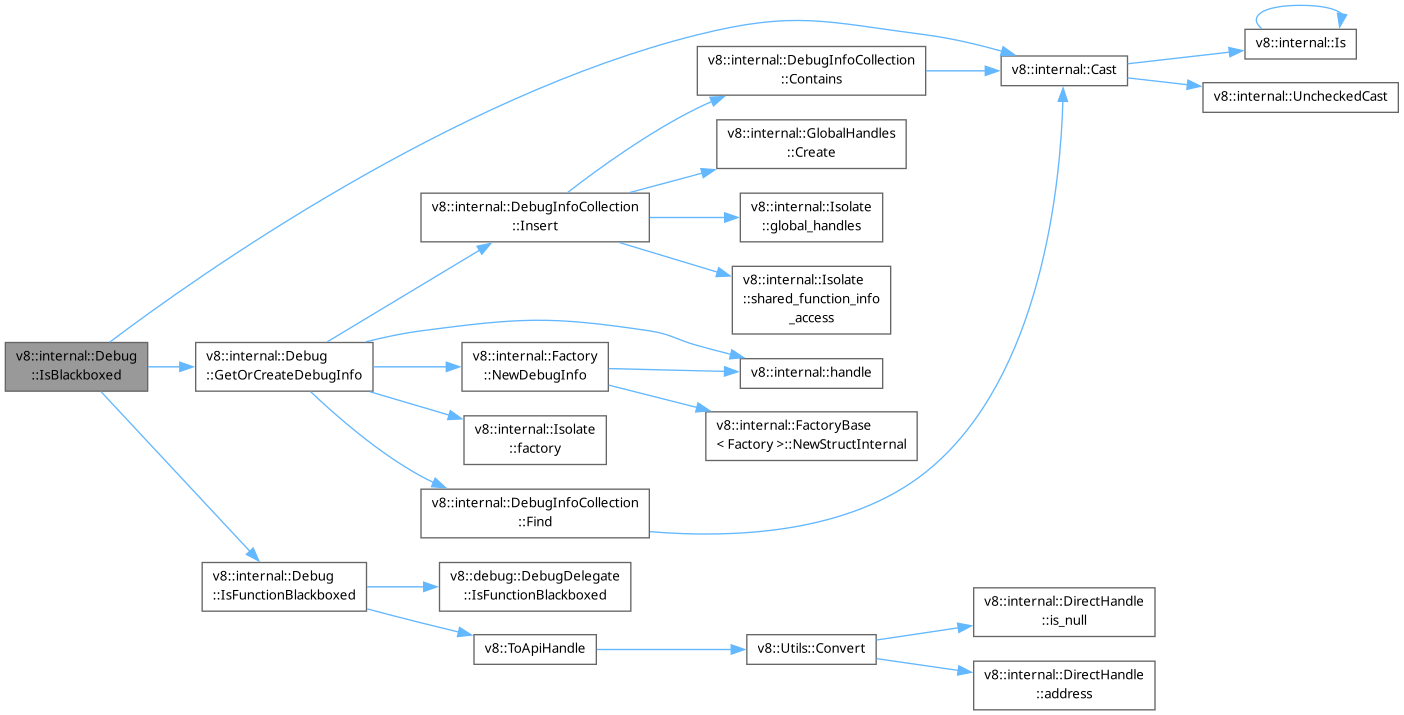 v8::internal::Debug
::IsBlackboxed
v8::internal::Debug
::GetOrCreateDebugInfo
v8::internal::Debug
::IsFunctionBlackboxed
v8::internal::DebugInfoCollection
::Insert
v8::internal::Factory
::NewDebugInfo
v8::internal::Isolate
::factory
v8::internal::DebugInfoCollection
::Find
v8::debug::DebugDelegate
::IsFunctionBlackboxed
v8::ToApiHandle
v8::internal::DebugInfoCollection
::Contains
v8::internal::GlobalHandles
::Create
v8::internal::Isolate
::global_handles
v8::internal::Isolate
::shared_function_info
_access
v8::internal::handle
v8::internal::FactoryBase
< Factory >::NewStructInternal
v8::Utils::Convert
v8::internal::Cast
v8::internal::DirectHandle
::is_null
v8::internal::DirectHandle
::address
v8::internal::Is
v8::internal::UncheckedCast